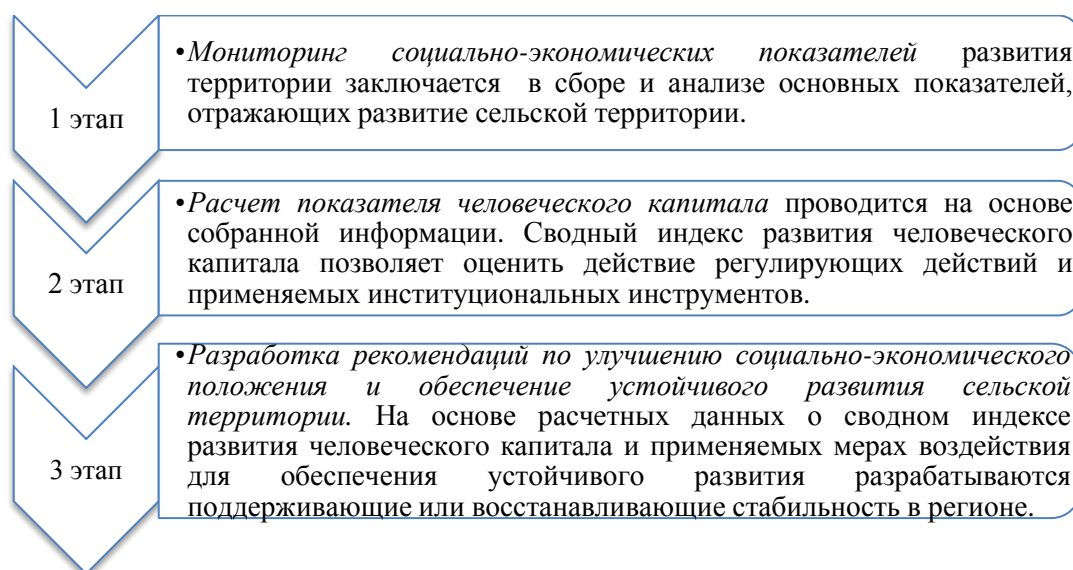 1 этап
•Мониторинг социально-экономических показателей развития
территории заключается в сборе и анализе основных показателей,
отражающих развитие сельской территории.
2 этап
•Расчет показателя человеческого капитала проводится на основе
собранной информации. Сводный индекс развития человеческого
капитала позволяет оценить действие регулирующих действий и
применяемых институциональных инструментов.
3 этап
•Разработка рекомендаций по улучшению социально-экономического
положения и обеспечение устойчивого развития сельской
территории. На основе расчетных данных о сводном индексе
развития человеческого капитала и применяемых мерах воздействия
для обеспечения устойчивого развития разрабатываются
поддерживающие или восстанавливающие стабильность в регионе.